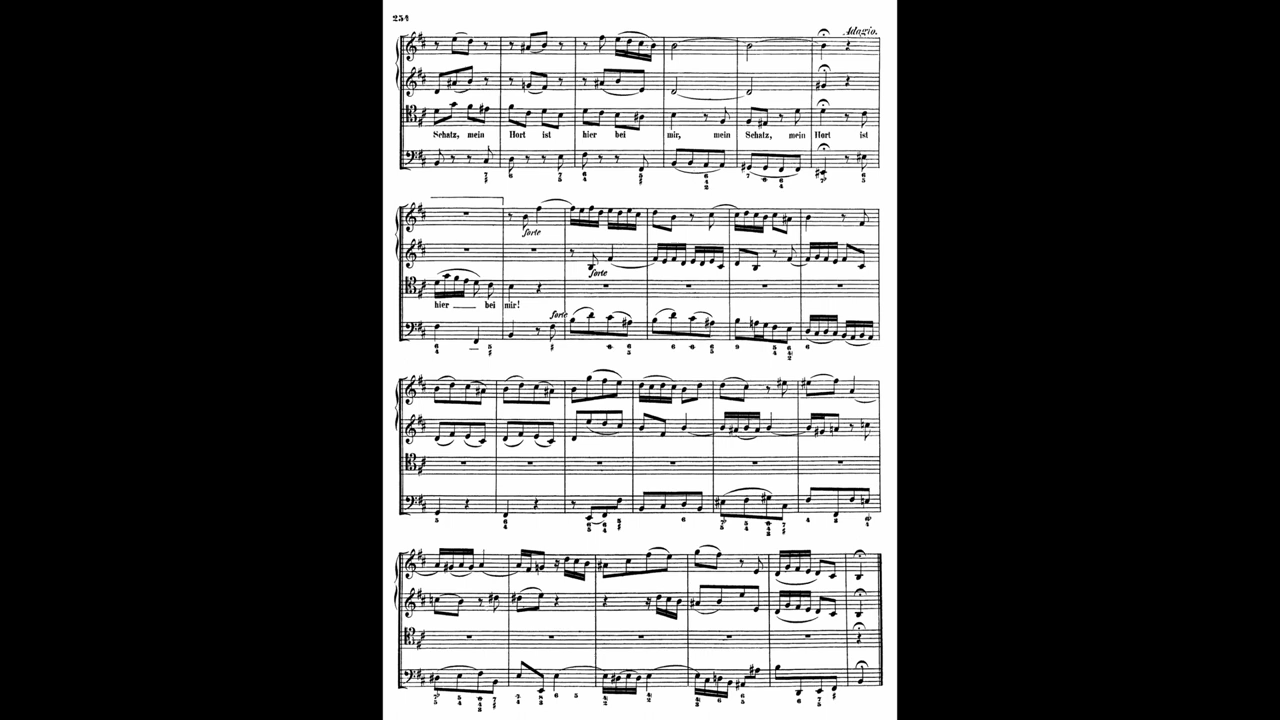 254
Adagio.
Schatz, mein Hort ist hier bei mir, mein Schatz, mein Hort ist
forte
forte
hier bei mir!
forte